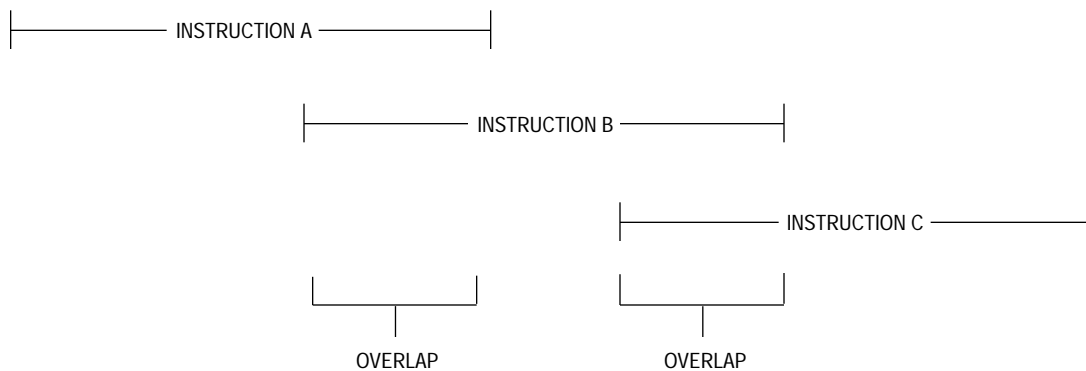 INSTRUCTION A
INSTRUCTION B
INSTRUCTION C
OVERLAP OVERLAP